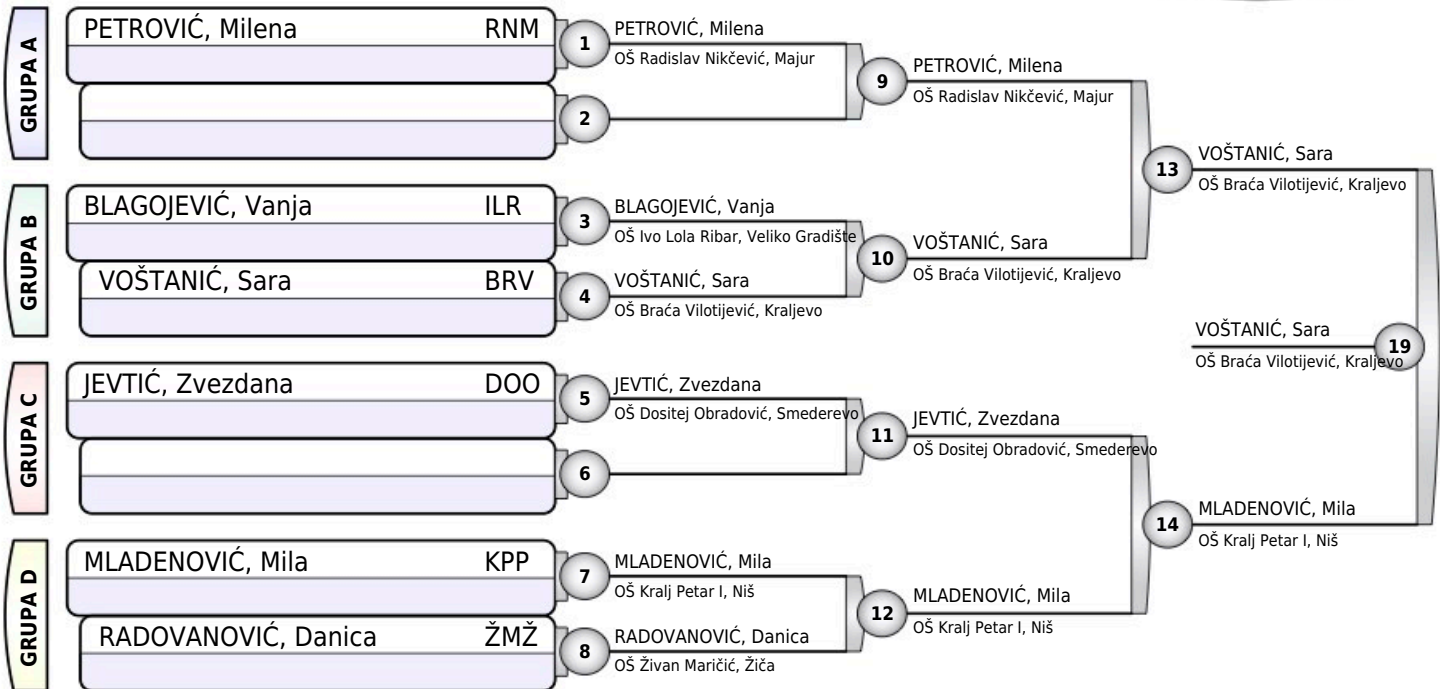 GRUPA A
PETROVIĆ, Milena RNM
1
PETROVIĆ, Milena
OŠ Radislav Nikčević, Majur
2
9
PETROVIĆ, Milena
OŠ Radislav Nikčević, Majur
GRUPA B
BLAGOJEVIĆ, Vanja ILR
3
BLAGOJEVIĆ, Vanja
OŠ Ivo Lola Ribar, Veliko Gradište
VOŠTANIĆ, Sara BRV
4
VOŠTANIĆ, Sara
OŠ Braća Vilotijević, Kraljevo
10
VOŠTANIĆ, Sara
OŠ Braća Vilotijević, Kraljevo
13
VOŠTANIĆ, Sara
OŠ Braća Vilotijević, Kraljevo
GRUPA C
JEVTIĆ, Zvezdana DOO
5
JEVTIĆ, Zvezdana
OŠ Dositej Obradović, Smederevo
6
11
JEVTIĆ, Zvezdana
OŠ Dositej Obradović, Smederevo
GRUPA D
MLADENOVIĆ, Mila KPP
7
MLADENOVIĆ, Mila
OŠ Kralj Petar I, Niš
RADOVANOVIĆ, Danica ŽMŽ
8
RADOVANOVIĆ, Danica
OŠ Živan Maričić, Žiča
12
MLADENOVIĆ, Mila
OŠ Kralj Petar I, Niš
14
MLADENOVIĆ, Mila
OŠ Kralj Petar I, Niš
VOŠTANIĆ, Sara
19
OŠ Braća Vilotijević, Kraljevo